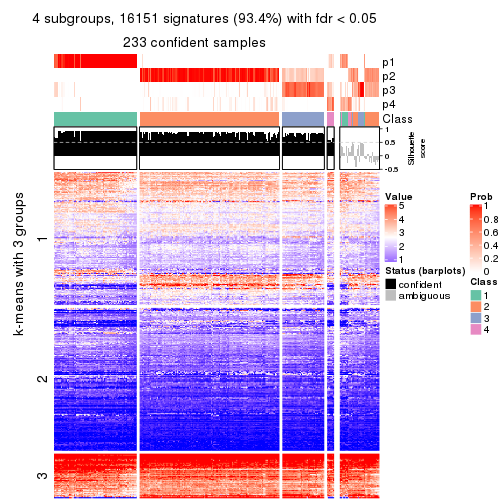 4 subgroups, 16151 signatures (93.4%) with fdr < 0.05
233 confident samples
p1
p2
p3
p4
Class
1
0.5
0
-0.5
Silhouette
score
k-means with 3 groups
1
2
3
Value
5
4
3
2
1
Status (barplots)
confident
ambiguous
Prob
1
0.8
0.6
0.4
0.2
0
Class
1
2
3
4